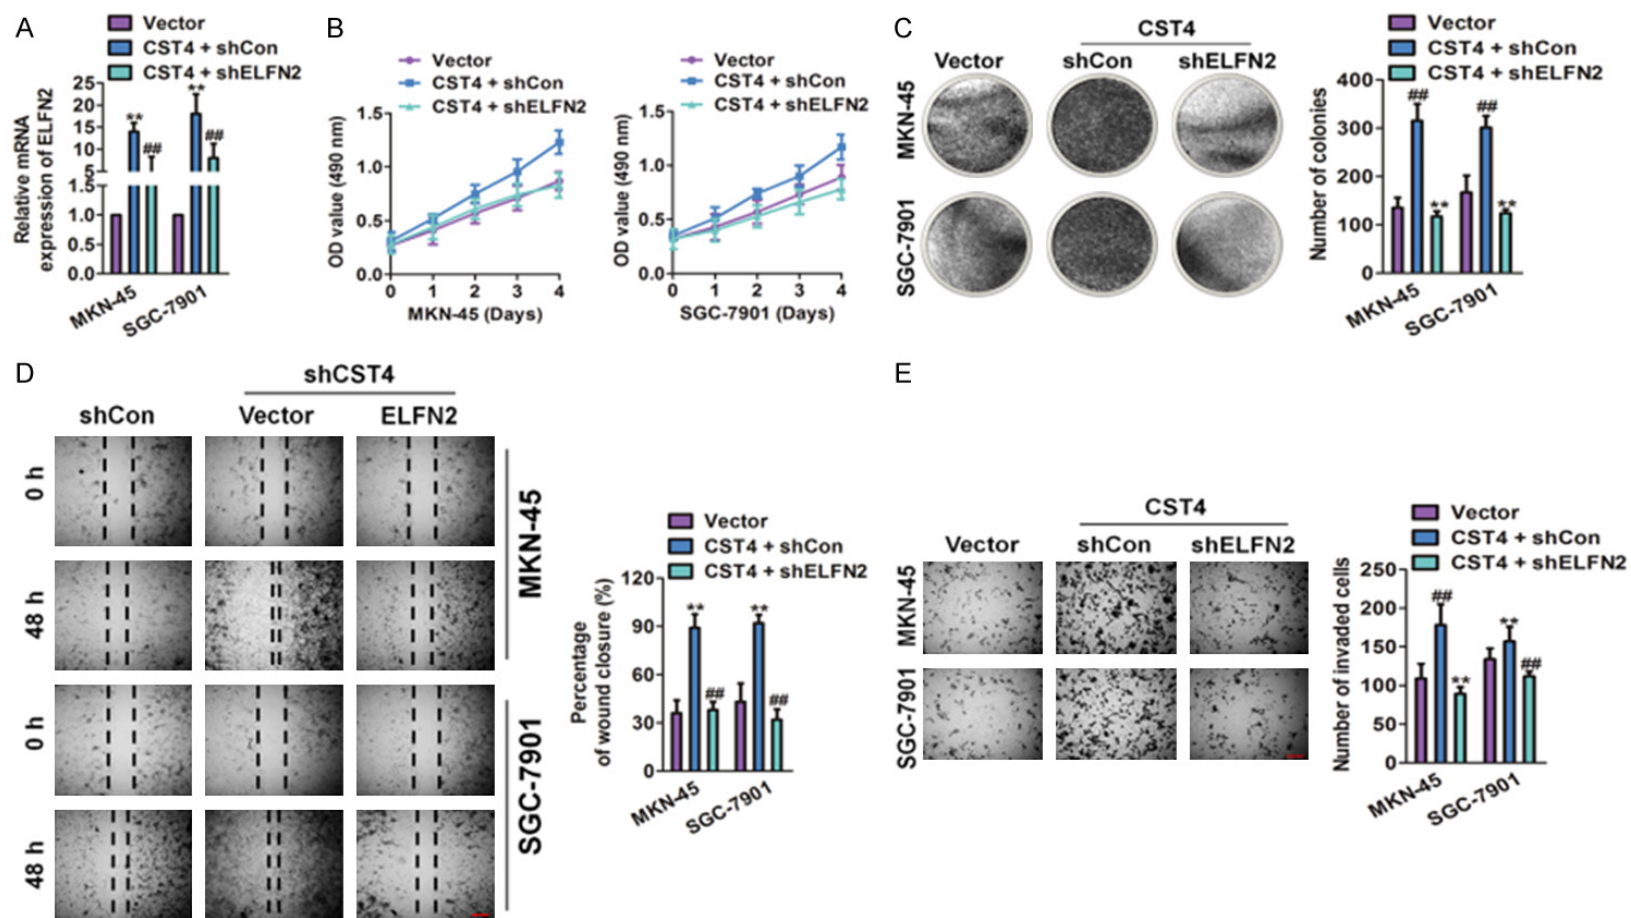 A
Vector
CST4 + shCon
CST4 + shELFN2
Relative mRNA
expression of ELFN2
25
20
15
10
5
1.5
1.0
0.5
0.0
**
##
**
##
MKN-45
SGC-7901
B
Vector
CST4 + shCon
CST4 + shELFN2
OD value (490 nm)
1.5
1.0
0.5
0.0
0 1 2 3 4
MKN-45 (Days)
Vector
CST4 + shCon
CST4 + shELFN2
OD value (490 nm)
1.5
1.0
0.5
0.0
0 1 2 3 4
SGC-7901 (Days)
C
CST4
Vector shCon shELFN2
MKN-45
SGC-7901
Vector
CST4 + shCon
CST4 + shELFN2
Number of colonies
400
300
200
100
0
##
**
##
**
MKN-45
SGC-7901
D
shCST4
shCon Vector ELFN2
0 h
48 h
MKN-45
0 h
48 h
SGC-7901
Vector
CST4 + shCon
CST4 + shELFN2
Percentage
of wound closure (%)
120
90
60
30
0
**
##
**
##
MKN-45
SGC-7901
E
CST4
Vector shCon shELFN2
MKN-45
SGC-7901
Vector
CST4 + shCon
CST4 + shELFN2
Number of invaded cells
250
200
150
100
50
0
##
**
**
##
MKN-45
SGC-7901